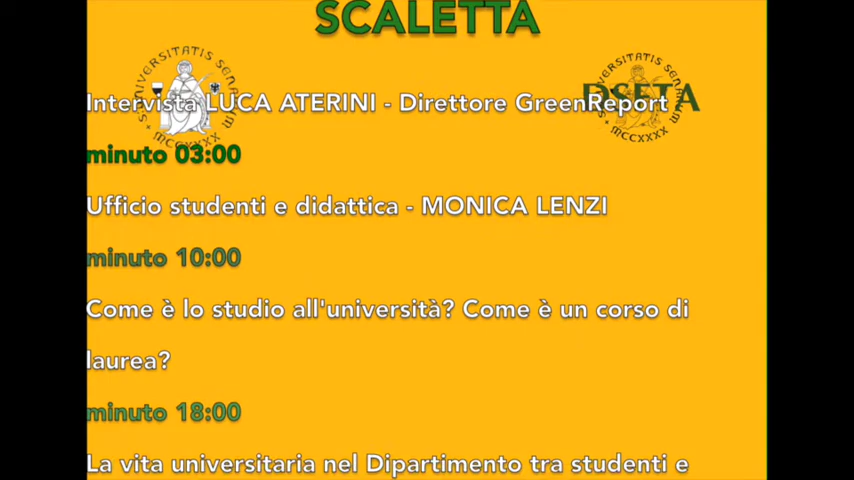 SCALETTA
Intervista LUCA ATERINI - Direttore GreenReport
DSFTA
minuto 03:00
Ufficio studenti e didattica - MONICA LENZI
minuto 10:00
Come è lo studio all'università? Come è un corso di
laurea?
minuto 18:00
La vita universitaria nel Dipartimento tra studenti e